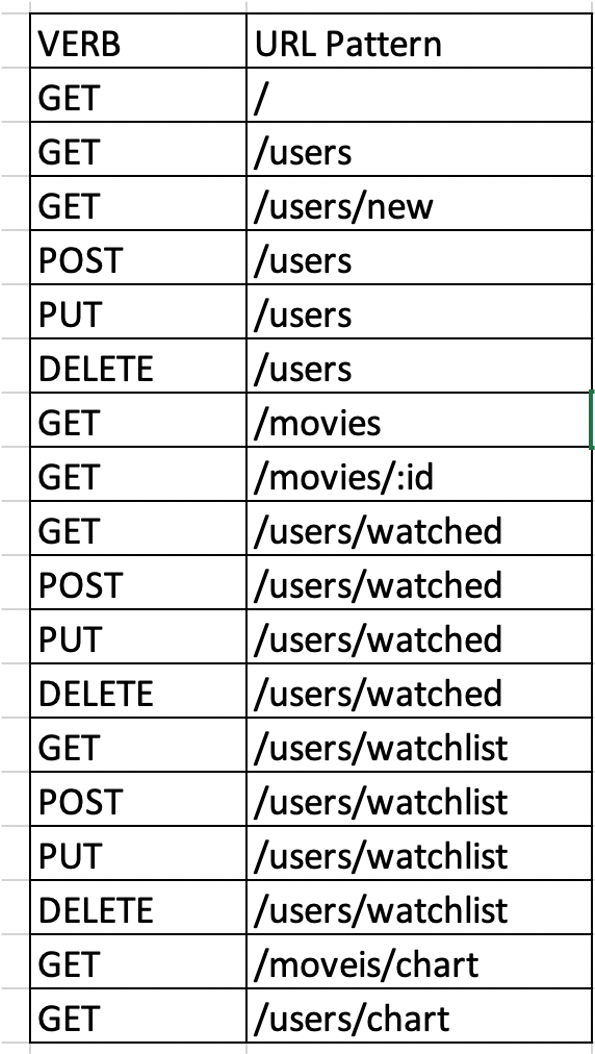 VERB URL Pattern
GET /
GET /users
GET /users/new
POST /users
PUT /users
DELETE /users
GET /movies
GET /movies/:id
GET /users/watched
POST /users/watched
PUT /users/watched
DELETE /users/watched
GET /users/watchlist
POST /users/watchlist
PUT /users/watchlist
DELETE /users/watchlist
GET /moveis/chart
GET /users/chart